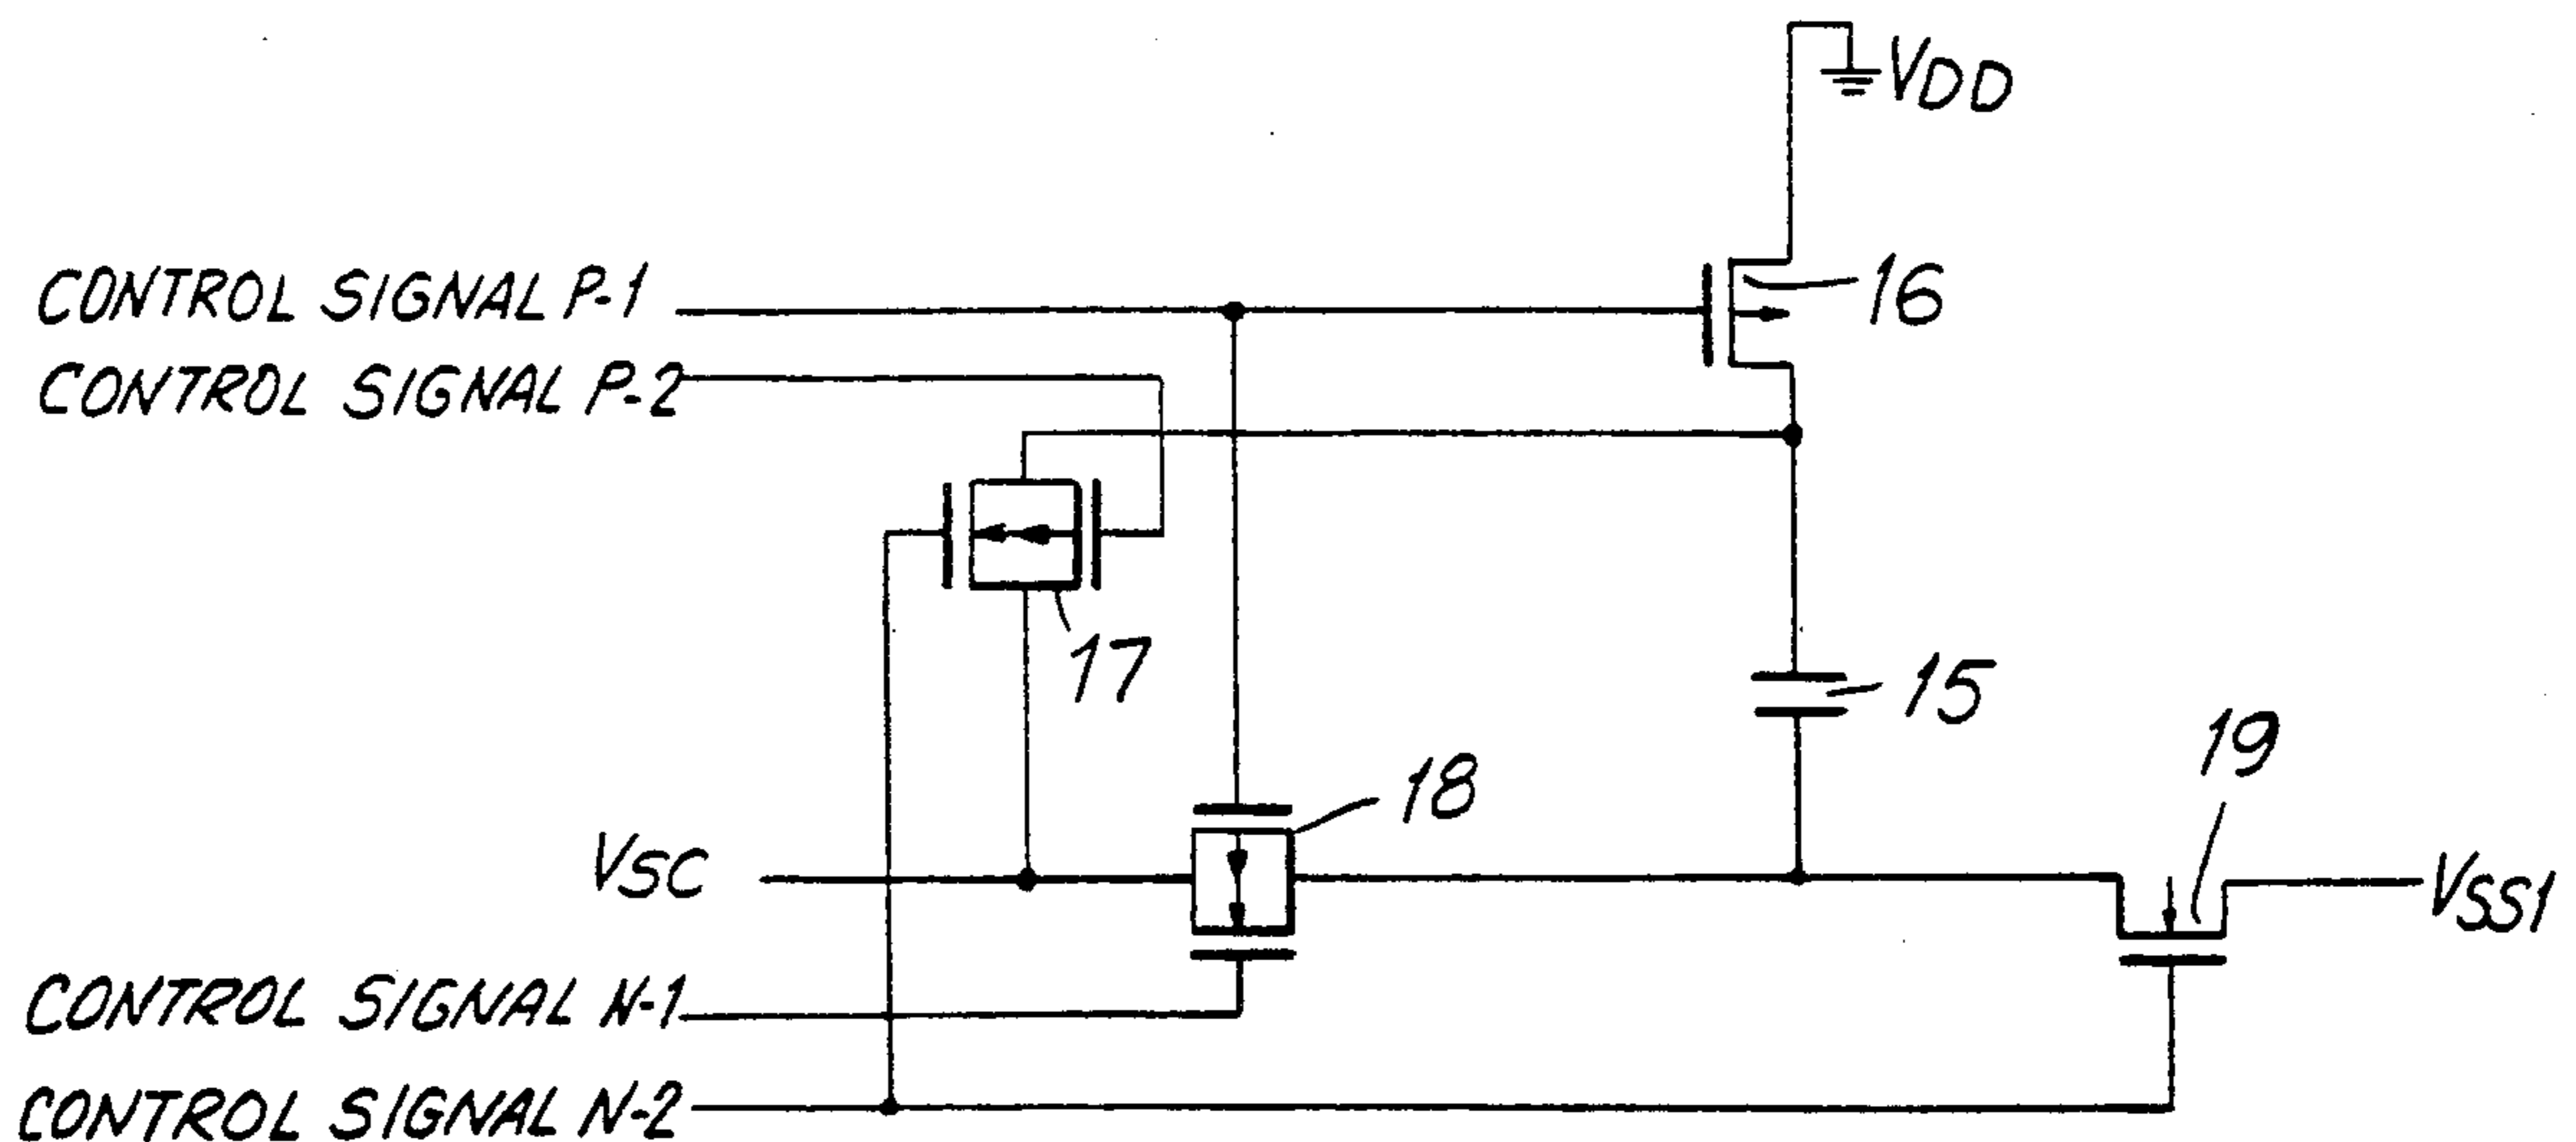 VDD
CONTROL SIGNAL P-1
16
CONTROL SIGNAL P-2
17
15
19
18
VSC
VSS1
CONTROL SIGNAL N-1
CONTROL SIGNAL N-2